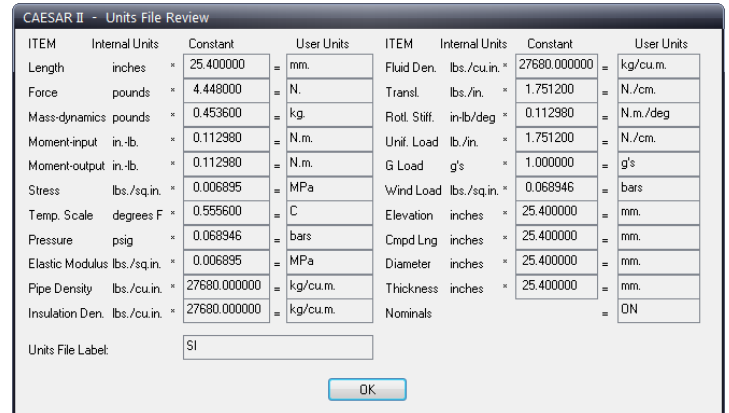 CAESAR II - Units File Review
ITEM Internal Units Constant User Units ITEM Internal Units Constant User Units
Length inches * 25.400000 = mm. Fluid Den. lbs./cu.in. * 27680.000000 = kg/cu.m.
Force pounds * 4.448000 = N. Transl. lbs./in. * 1.751200 = N./cm.
Mass-dynamics pounds * 0.453600 = kg. Rotl. Stiff. in-lb/deg * 0.112980 = N.m./deg
Moment-input in.-lb. * 0.112980 = N.m. Unif. Load lb./in. * 1.751200 = N./cm.
Moment-output in.-lb. * 0.112980 = N.m. G Load g's * 1.000000 = g's
Stress lbs./sq.in. * 0.006895 = MPa Wind Load lbs./sq.in. * 0.068946 = bars
Temp. Scale degrees F * 0.555600 = C Elevation inches * 25.400000 = mm.
Pressure psig * 0.068946 = bars Cmpd Lng inches * 25.400000 = mm.
Elastic Modulus lbs./sq.in. * 0.006895 = MPa Diameter inches * 25.400000 = mm.
Pipe Density lbs./cu.in. * 27680.000000 = kg/cu.m. Thickness inches * 25.400000 = mm.
Insulation Den. lbs./cu.in. * 27680.000000 = kg/cu.m. Nominals = ON
Units File Label: SI
OK